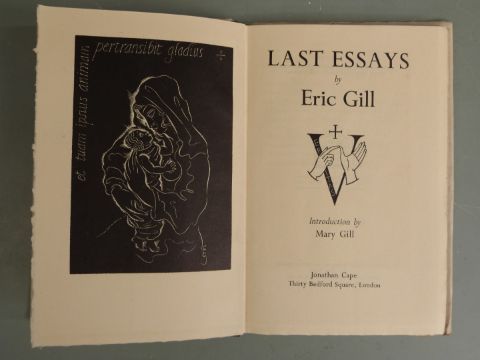 et tuam ipsius animam
pertransibit gladius
LAST ESSAYS
by
Eric Gill
V
Introduction by
Mary Gill
Jonathan Cape
Thirty Bedford Square, London